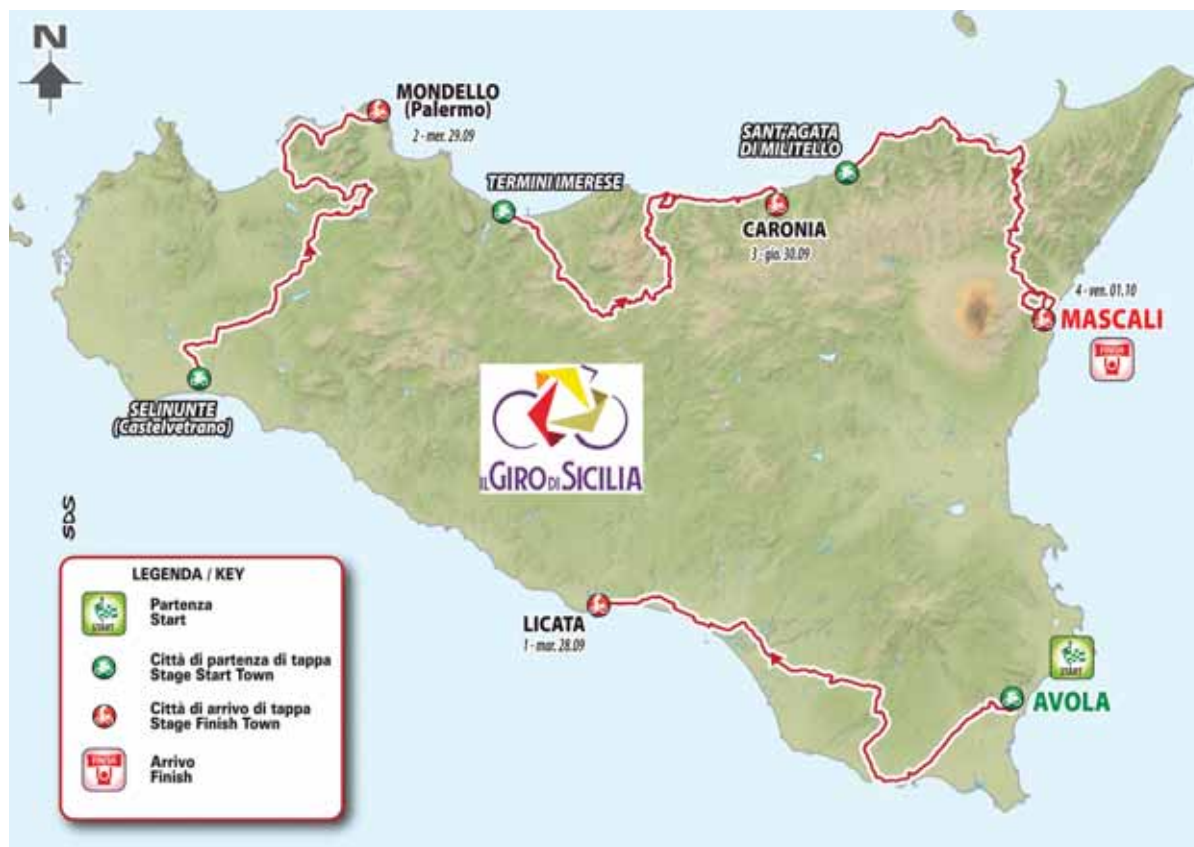 N
MONDELLO
(Palermo)
2 - mer. 29.09
SANT'AGATA
DI MILITELLO
TERMINI IMERESE
CARONIA
3 - gio. 30.09
4 - ven. 01.10
MASCALI
FINISH
SELINUNTE
(Castelvetrano)
IL GIRO DI SICILIA
SDS
LICATA
1 - mar. 28.09
START
AVOLA
LEGENDA / KEY
START
Partenza
Start
Città di partenza di tappa
Stage Start Town
Città di arrivo di tappa
Stage Finish Town
FINISH
Arrivo
Finish